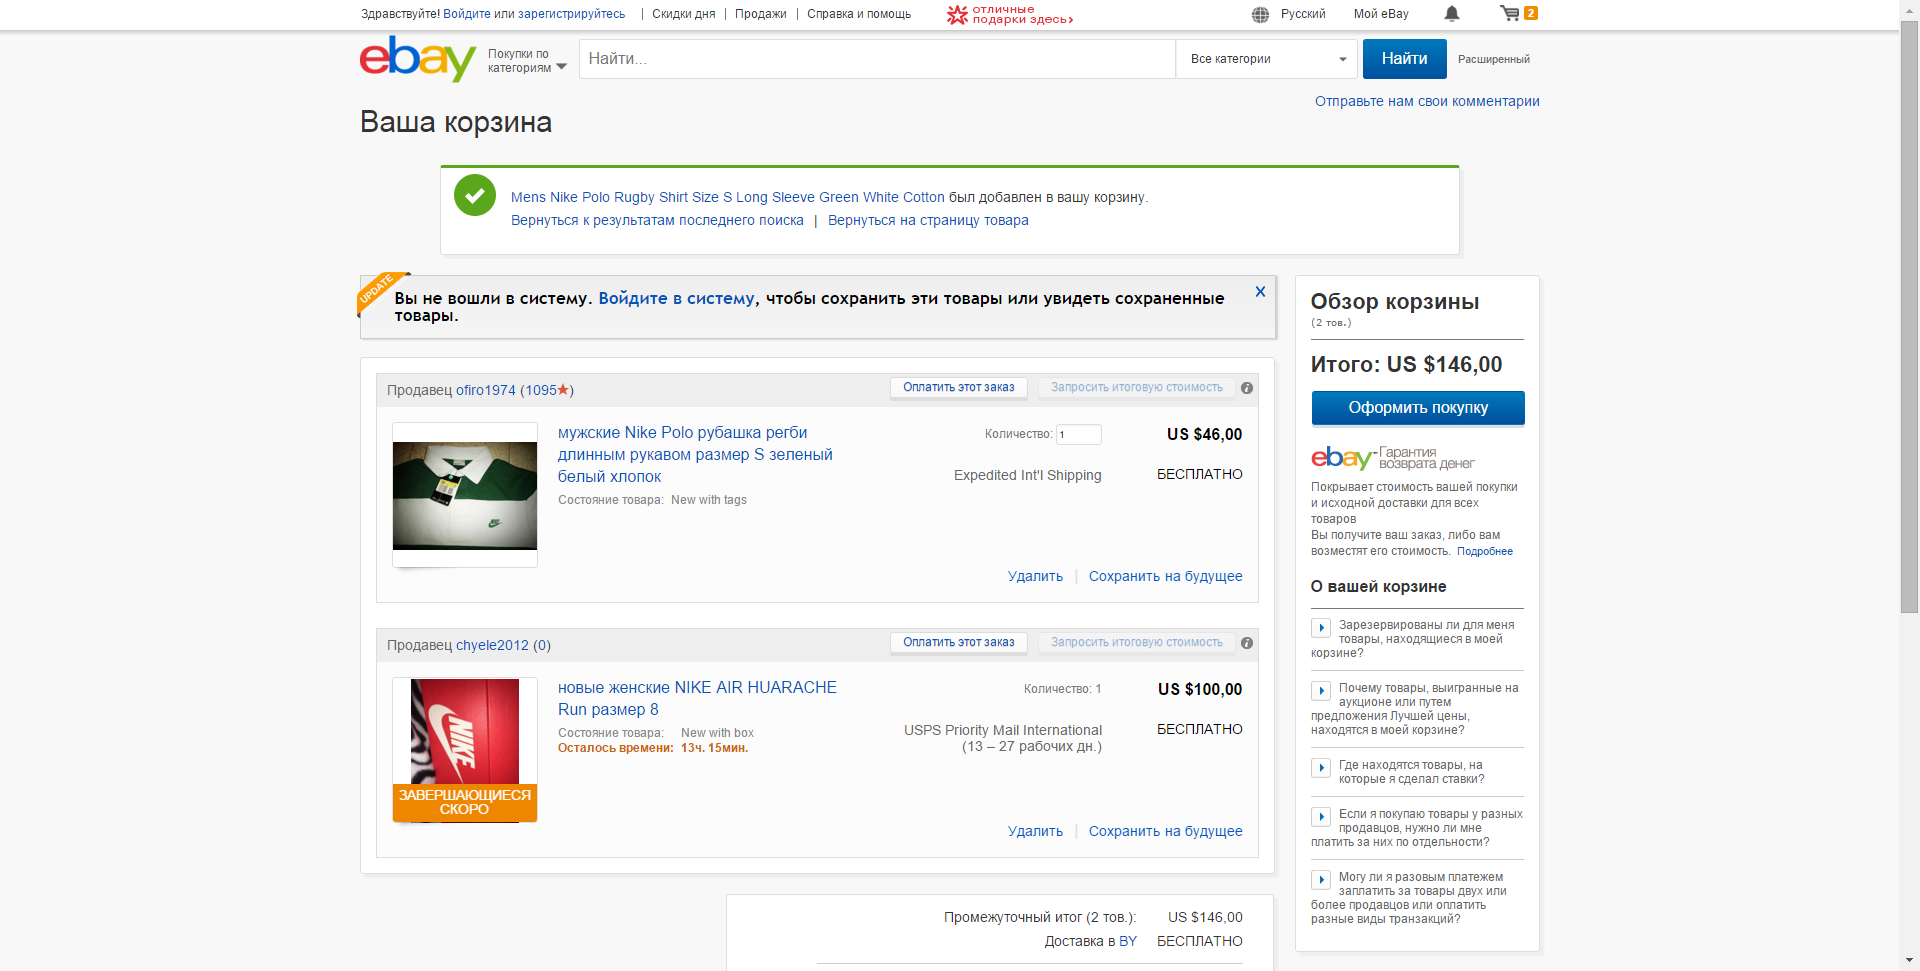 Здравствуйте! Войдите или зарегистрируйтесь | Скидки дня | Продажи | Справка и помощь
отличные
подарки здесь›
Русский Мой eBay 2
ebay
Покупки по
категориям
Найти...
Все категории
Найти
Расширенный
Отправьте нам свои комментарии
Ваша корзина
Mens Nike Polo Rugby Shirt Size S Long Sleeve Green White Cotton был добавлен в вашу корзину.
Вернуться к результатам последнего поиска | Вернуться на страницу товара
UPDATE
Вы не вошли в систему. Войдите в систему, чтобы сохранить эти товары или увидеть сохраненные
товары.
Продавец ofiro1974 (1095★)
Оплатить этот заказ
Запросить итоговую стоимость
мужские Nike Polo рубашка регби
длинным рукавом размер S зеленый
белый хлопок
Состояние товара: New with tags
Количество: 1
US $46,00
Expedited Int'l Shipping
БЕСПЛАТНО
Удалить | Сохранить на будущее
Продавец chyele2012 (0)
Оплатить этот заказ
Запросить итоговую стоимость
NIKE
ЗАВЕРШАЮЩИЕСЯ
СКОРО
новые женские NIKE AIR HUARACHE
Run размер 8
Состояние товара: New with box
Осталось времени: 13ч. 15мин.
Количество: 1
US $100,00
USPS Priority Mail International
(13 – 27 рабочих дн.)
БЕСПЛАТНО
Удалить | Сохранить на будущее
Промежуточный итог (2 тов.): US $146,00
Доставка в BY БЕСПЛАТНО
Обзор корзины
(2 тов.)
Итого: US $146,00
Оформить покупку
ebay Гарантия
возврата денег
Покрывает стоимость вашей покупки
и исходной доставки для всех
товаров
Вы получите ваш заказ, либо вам
возместят его стоимость. Подробнее
О вашей корзине
Зарезервированы ли для меня
товары, находящиеся в моей
корзине?
Почему товары, выигранные на
аукционе или путем
предложения Лучшей цены,
находятся в моей корзине?
Где находятся товары, на
которые я сделал ставки?
Если я покупаю товары у разных
продавцов, нужно ли мне
платить за них по отдельности?
Могу ли я разовым платежем
заплатить за товары двух или
более продавцов или оплатить
разные виды транзакций?